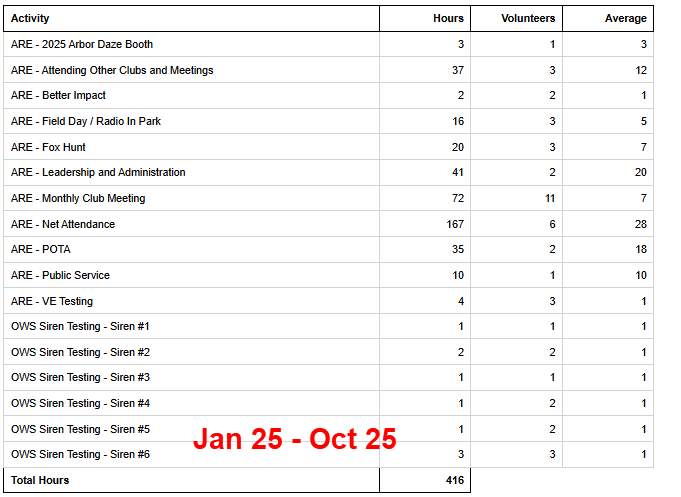 Activity Hours Volunteers Average
ARE - 2025 Arbor Daze Booth 3 1 3
ARE - Attending Other Clubs and Meetings 37 3 12
ARE - Better Impact 2 2 1
ARE - Field Day / Radio In Park 16 3 5
ARE - Fox Hunt 20 3 7
ARE - Leadership and Administration 41 2 20
ARE - Monthly Club Meeting 72 11 7
ARE - Net Attendance 167 6 28
ARE - POTA 35 2 18
ARE - Public Service 10 1 10
ARE - VE Testing 4 3 1
OWS Siren Testing - Siren #1 1 1 1
OWS Siren Testing - Siren #2 2 2 1
OWS Siren Testing - Siren #3 1 1 1
OWS Siren Testing - Siren #4 1 2 1
OWS Siren Testing - Siren #5 1 2 1
Jan 25 - Oct 25
OWS Siren Testing - Siren #6 3 3 1
Total Hours 416